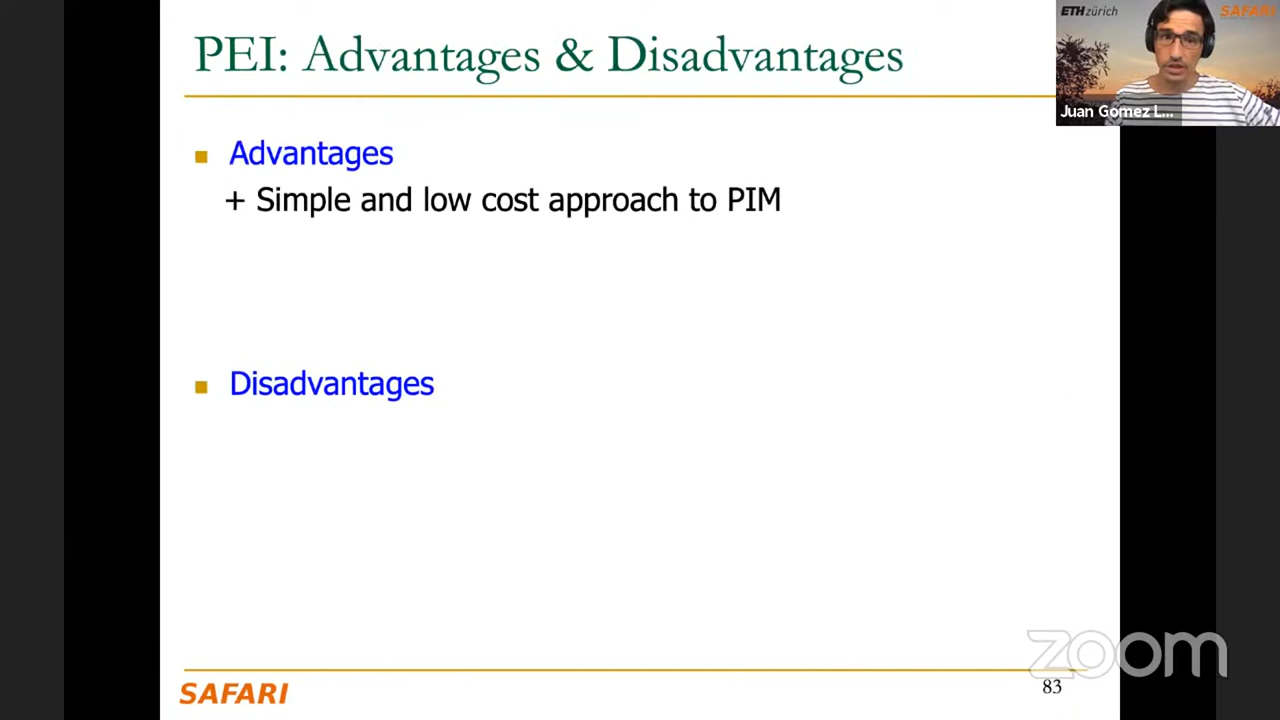 PEI: Advantages & Disadvantages
ETH zürich
SAFARI
Juan Gomez L...
Advantages
+ Simple and low cost approach to PIM
Disadvantages
zoom
SAFARI
83